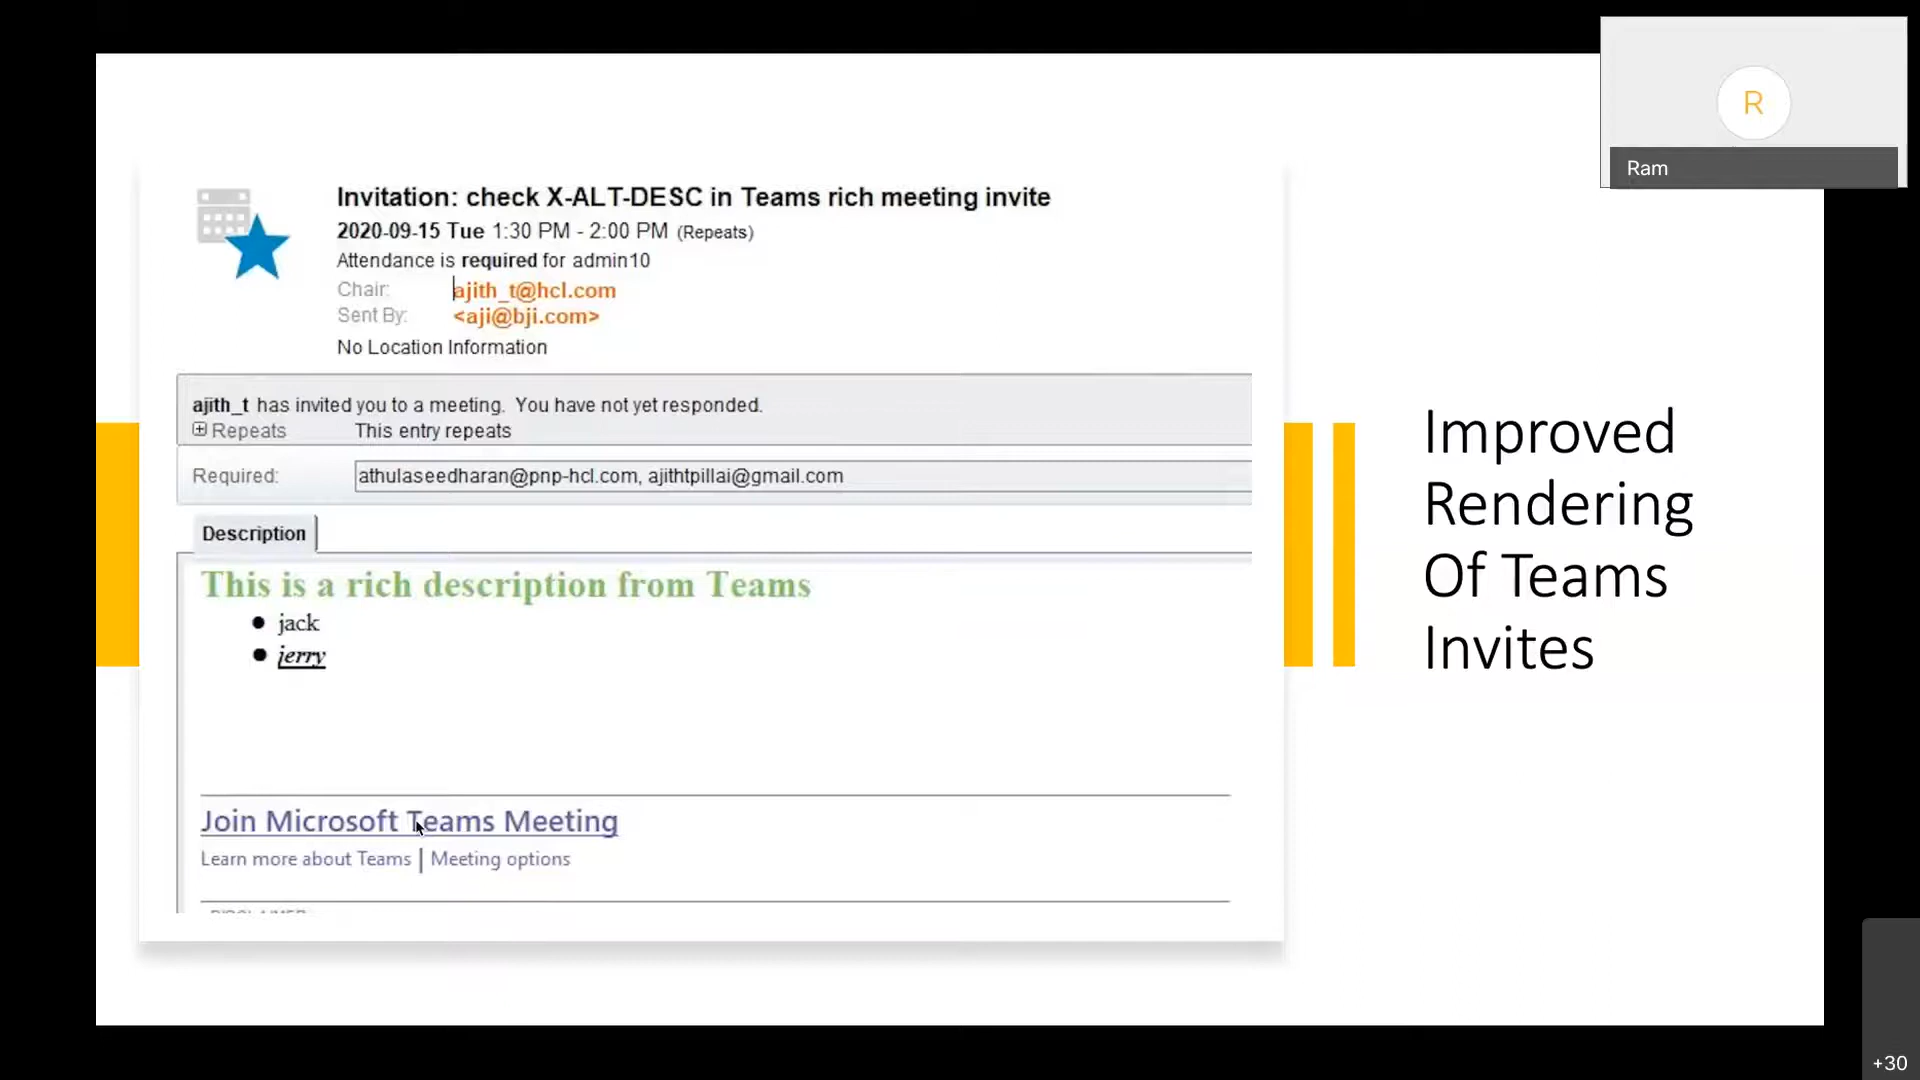 R
Ram
Invitation: check X-ALT-DESC in Teams rich meeting invite
2020-09-15 Tue 1:30 PM - 2:00 PM (Repeats)
Attendance is required for admin10
Chair: ajith_t@hcl.com
Sent By: <aji@bji.com>
No Location Information
ajith_t has invited you to a meeting. You have not yet responded.
Repeats This entry repeats
Required: athulaseedharan@pnp-hcl.com, ajithtpillai@gmail.com
Description
This is a rich description from Teams
jack
jerry
Join Microsoft Teams Meeting
Learn more about Teams | Meeting options
Improved
Rendering
Of Teams
Invites
+30